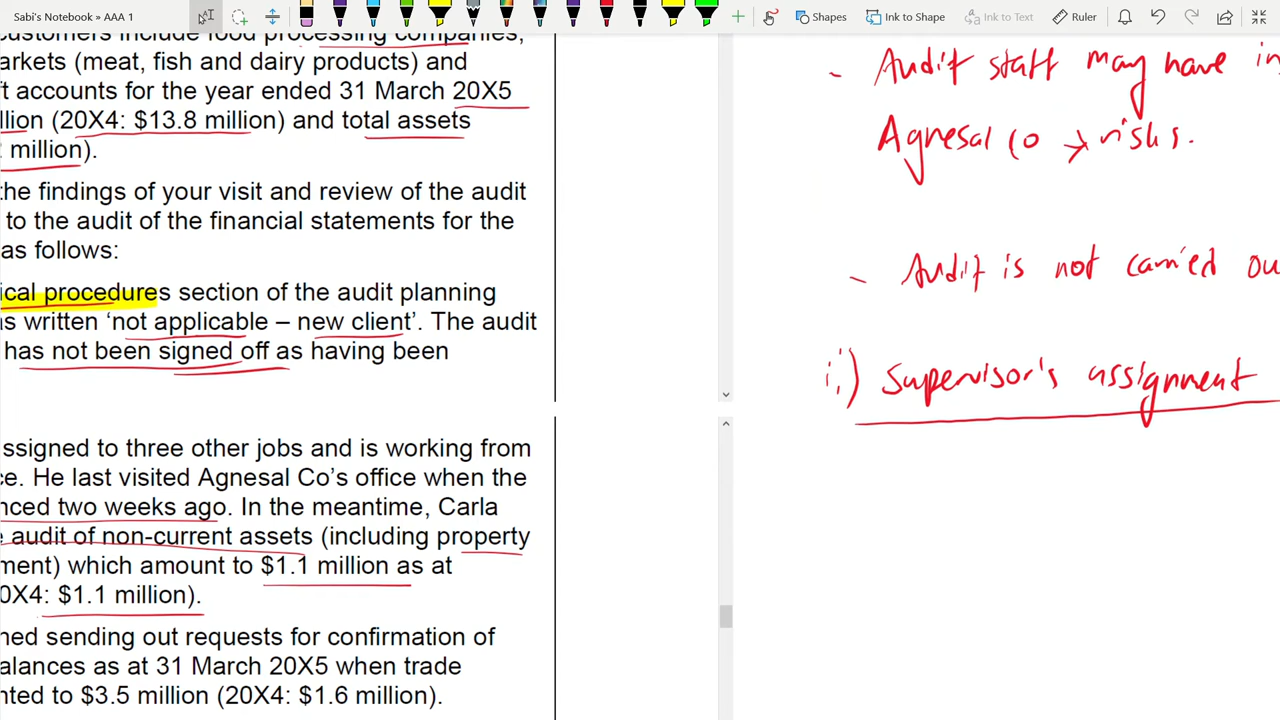 Sabi's Notebook » AAA 1
Shapes
Ink to Shape
Ink to Text
Ruler
customers include food processing companies,
arkets (meat, fish and dairy products) and
ft accounts for the year ended 31 March 20X5
llion (20X4: $13.8 million) and total assets
million).
the findings of your visit and review of the audit
to the audit of the financial statements for the
as follows:
ical procedures section of the audit planning
s written ‘not applicable – new client’. The audit
has not been signed off as having been
ssigned to three other jobs and is working from
ce. He last visited Agnesal Co’s office when the
nced two weeks ago. In the meantime, Carla
e audit of non-current assets (including property
ment) which amount to $1.1 million as at
0X4: $1.1 million).
ned sending out requests for confirmation of
alances as at 31 March 20X5 when trade
nted to $3.5 million (20X4: $1.6 million).
- Audit staff may have in
Agnesal Co → risks.
- Audit is not carried ou
ii) Supervisor's assignment